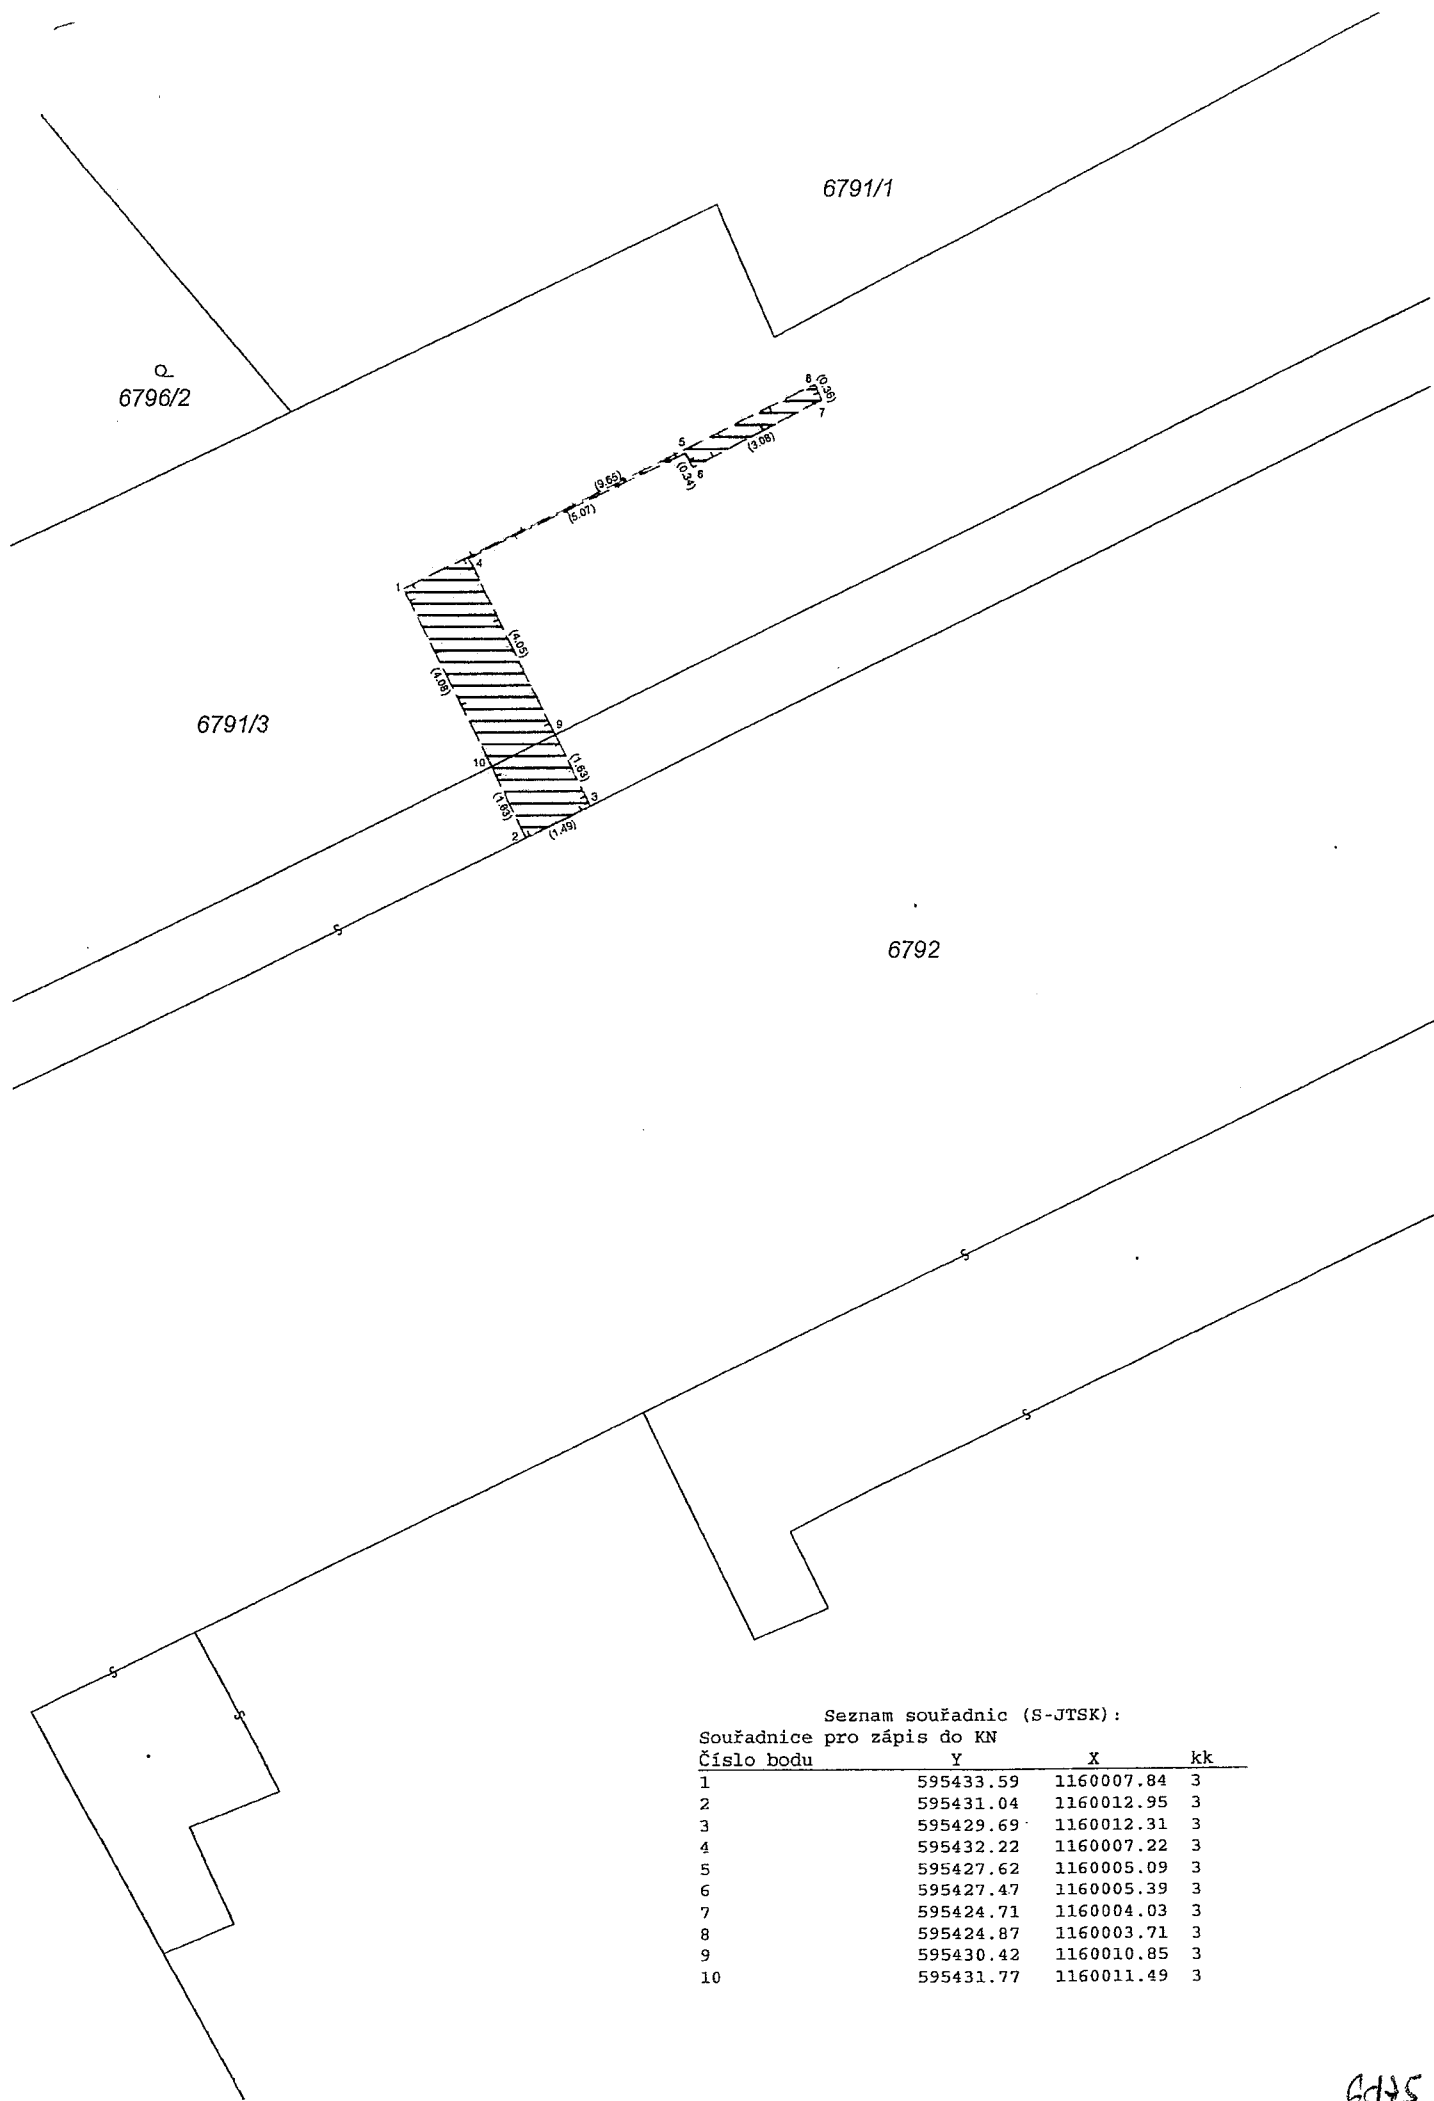 6791/1
6796/2
8
(0.36)
7
5
(3.08)
6
(0.34)
(9.65)
(5.07)
4
1
(4.05)
(4.08)
6791/3
9
10
(1.63)
3
(1.63)
2
(1.49)
6792
Seznam souřadnic (S-JTSK):
Souřadnice pro zápis do KN
Číslo bodu Y X kk
1 595433.59 1160007.84 3
2 595431.04 1160012.95 3
3 595429.69 1160012.31 3
4 595432.22 1160007.22 3
5 595427.62 1160005.09 3
6 595427.47 1160005.39 3
7 595424.71 1160004.03 3
8 595424.87 1160003.71 3
9 595430.42 1160010.85 3
10 595431.77 1160011.49 3